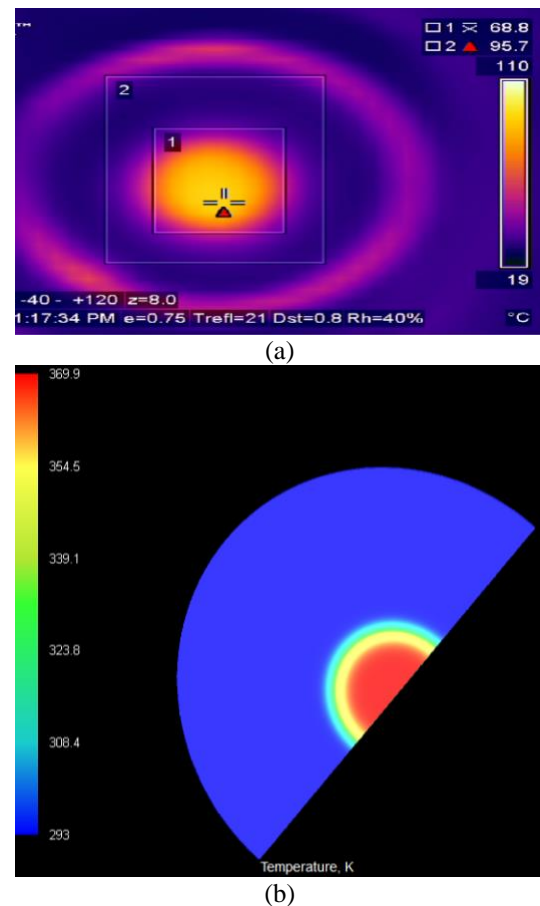 ™
□ 1 68.8
□ 2 ▲ 95.7
110
2
1
19
-40 - +120 z=8.0
1:17:34 PM e=0.75 Trefl=21 Dst=0.8 Rh=40% °C
(a)
369.9
354.5
339.1
323.8
308.4
293
Temperature, K
(b)